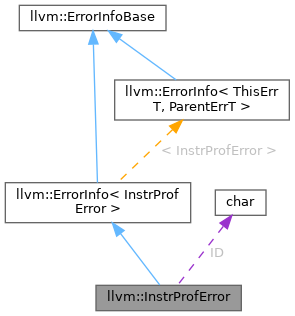 llvm::ErrorInfoBase
llvm::ErrorInfo< ThisErr
T, ParentErrT >
< InstrProfError >
llvm::ErrorInfo< InstrProf
Error >
char
ID
llvm::InstrProfError